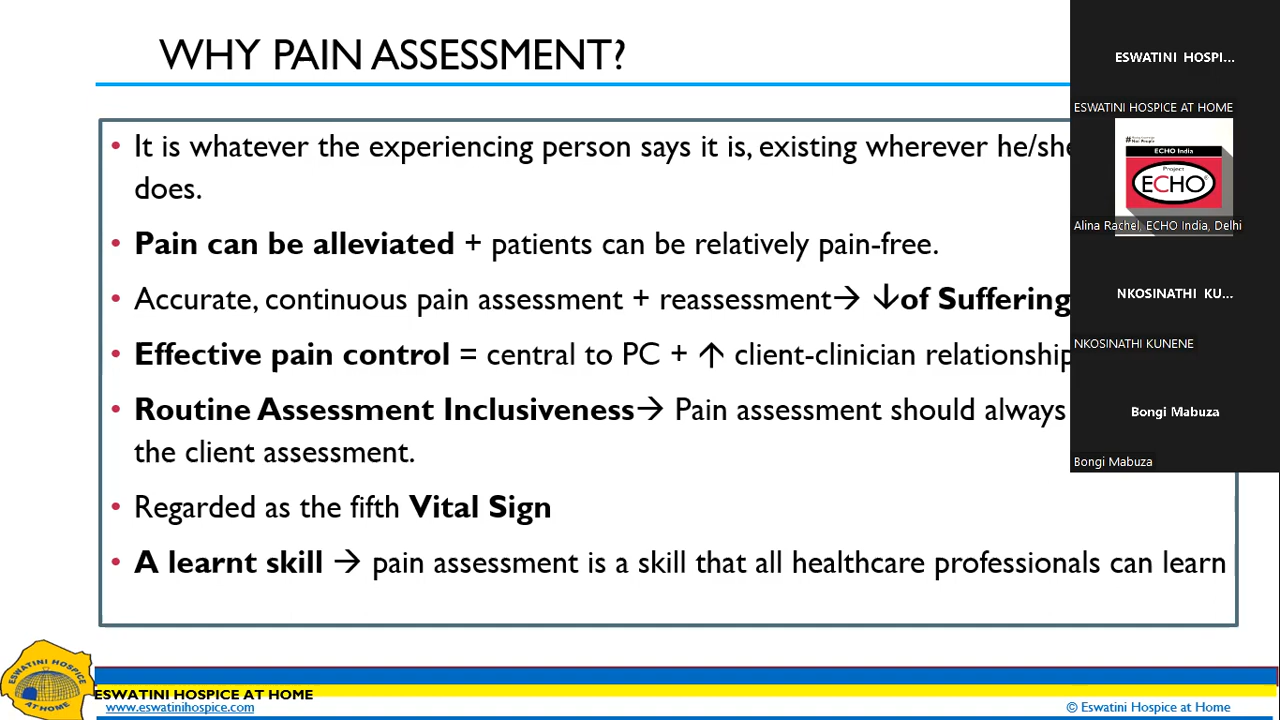 WHY PAIN ASSESSMENT?
• It is whatever the experiencing person says it is, existing wherever he/she
does.
• Pain can be alleviated + patients can be relatively pain-free.
• Accurate, continuous pain assessment + reassessment→ ↓of Suffering
• Effective pain control = central to PC + ↑ client-clinician relationship
• Routine Assessment Inclusiveness→ Pain assessment should always
the client assessment.
• Regarded as the fifth Vital Sign
• A learnt skill → pain assessment is a skill that all healthcare professionals can learn
ESWATINI HOSPI...
ESWATINI HOSPICE AT HOME
ECHO India
Project
ECHO®
Alina Rachel, ECHO India, Delhi
NKOSINATHI KU...
NKOSINATHI KUNENE
Bongi Mabuza
Bongi Mabuza
ESWATINI HOSPICE
AT HOME
ESWATINI HOSPICE AT HOME
www.eswatinihospice.com
© Eswatini Hospice at Home